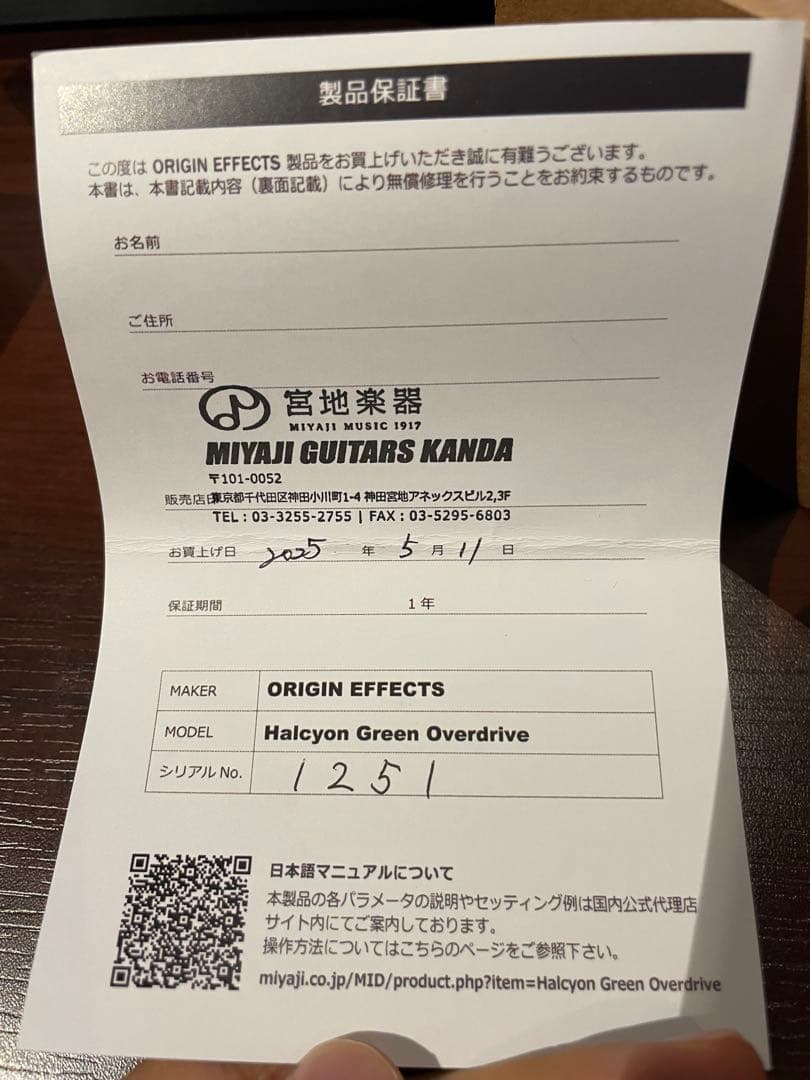 製品保証書
この度は ORIGIN EFFECTS 製品をお買上げいただき誠に有難うございます。
本書は、本書記載内容（裏面記載）により無償修理を行うことをお約束するものです。
お名前
ご住所
お電話番号
宮地楽器
MIYAJI MUSIC 1917
MIYAJI GUITARS KANDA
〒101-0052
販売店
東京都千代田区神田小川町1-4 神田宮地アネックスビル2,3F
TEL : 03-3255-2755 | FAX : 03-5295-6803
お買上げ日 2025 年 5 月 11 日
保証期間 1 年
MAKER ORIGIN EFFECTS
MODEL Halcyon Green Overdrive
シリアル No. 1251
日本語マニュアルについて
本製品の各パラメータの説明やセッティング例は国内公式代理店
サイト内にてご案内しております。
操作方法についてはこちらのページをご参照下さい。
miyaji.co.jp/MID/product.php?item=Halcyon Green Overdrive